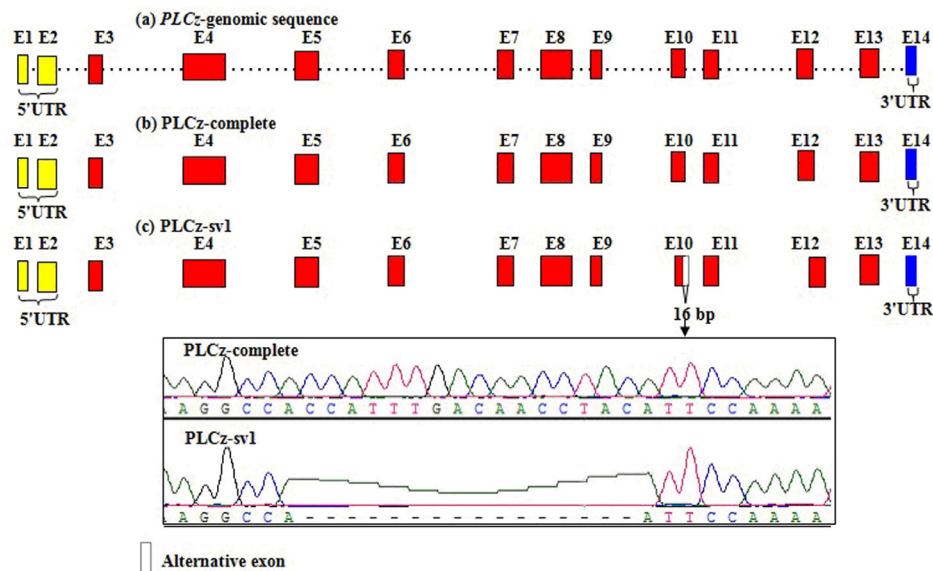 (a) PLCz-genomic sequence
E1 E2 E3 E4 E5 E6 E7 E8 E9 E10 E11 E12 E13 E14
5'UTR 3'UTR
(b) PLCz-complete
E1 E2 E3 E4 E5 E6 E7 E8 E9 E10 E11 E12 E13 E14
5'UTR 3'UTR
(c) PLCz-sv1
E1 E2 E3 E4 E5 E6 E7 E8 E9 E10 E11 E12 E13 E14
5'UTR 3'UTR
16 bp
PLCz-complete
A G G C C A C C A T T T G A C A A C C T A C A T T C C A A A A
PLCz-sv1
A G G C C A - - - - - - - - - - - - - - - - A T T C C A A A A
Alternative exon